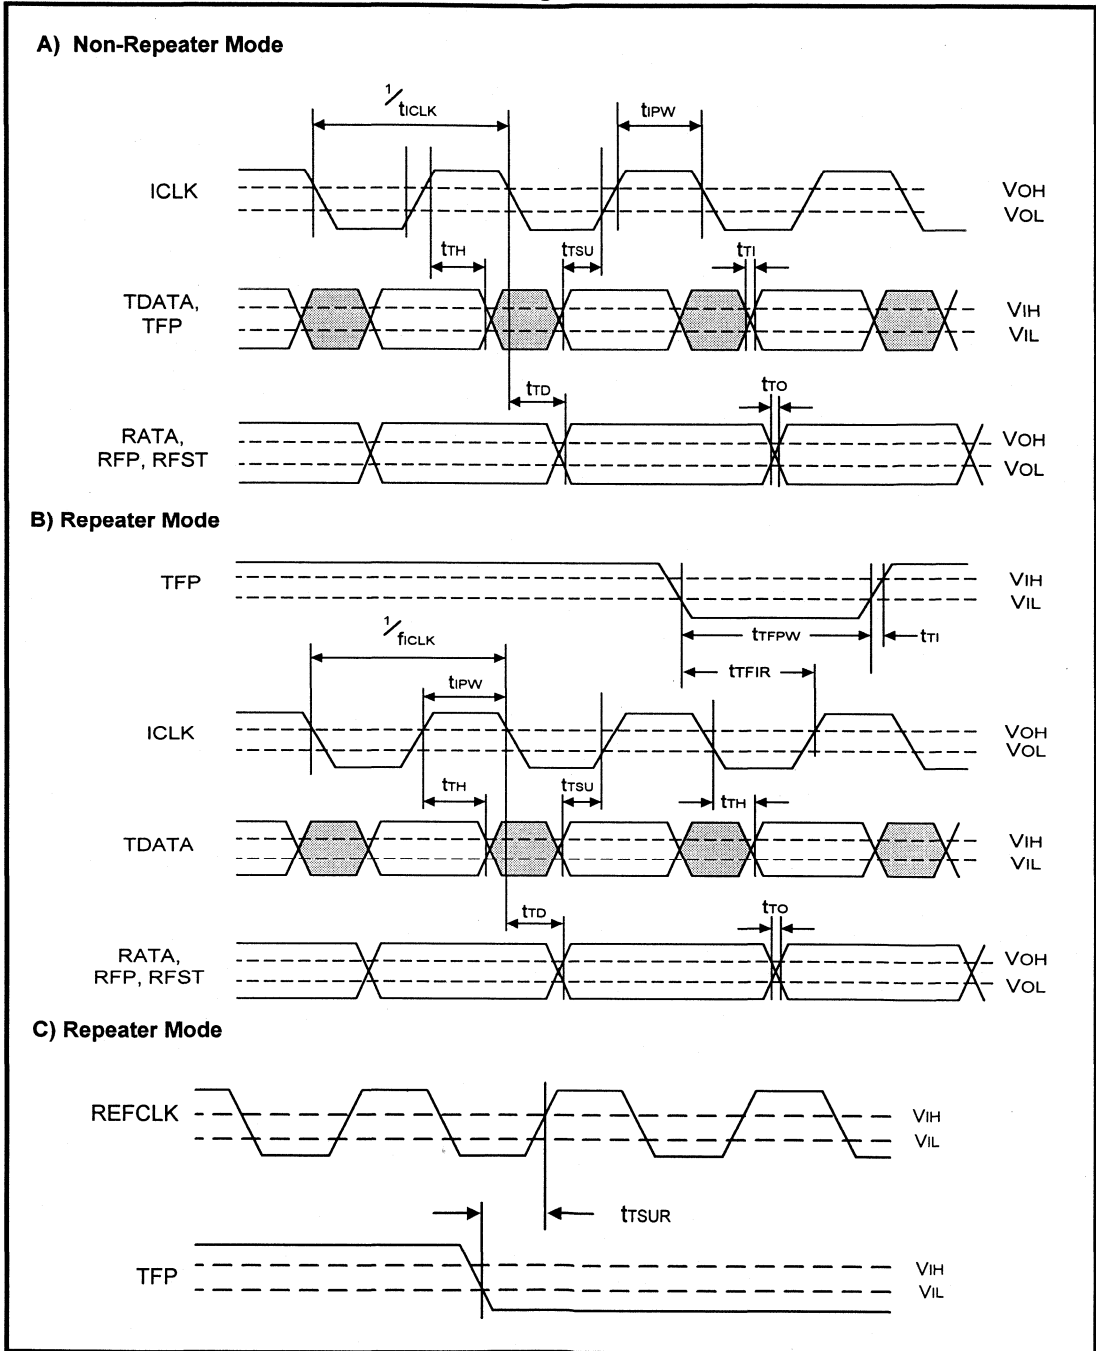 A) Non-Repeater Mode
1/tICLK
tIPW
ICLK
VOH
VOL
tTH
tTSU
tTI
TDATA,
TFP
VIH
VIL
tTD
tTO
RATA,
RFP, RFST
VOH
VOL
B) Repeater Mode
TFP
VIH
VIL
tTFPW
tTI
1/fICLK
tTFIR
tIPW
ICLK
VOH
VOL
tTH
tTSU
tTH
TDATA
VIH
VIL
tTD
tTO
RATA,
RFP, RFST
VOH
VOL
C) Repeater Mode
REFCLK
VIH
VIL
tTSUR
TFP
VIH
VIL